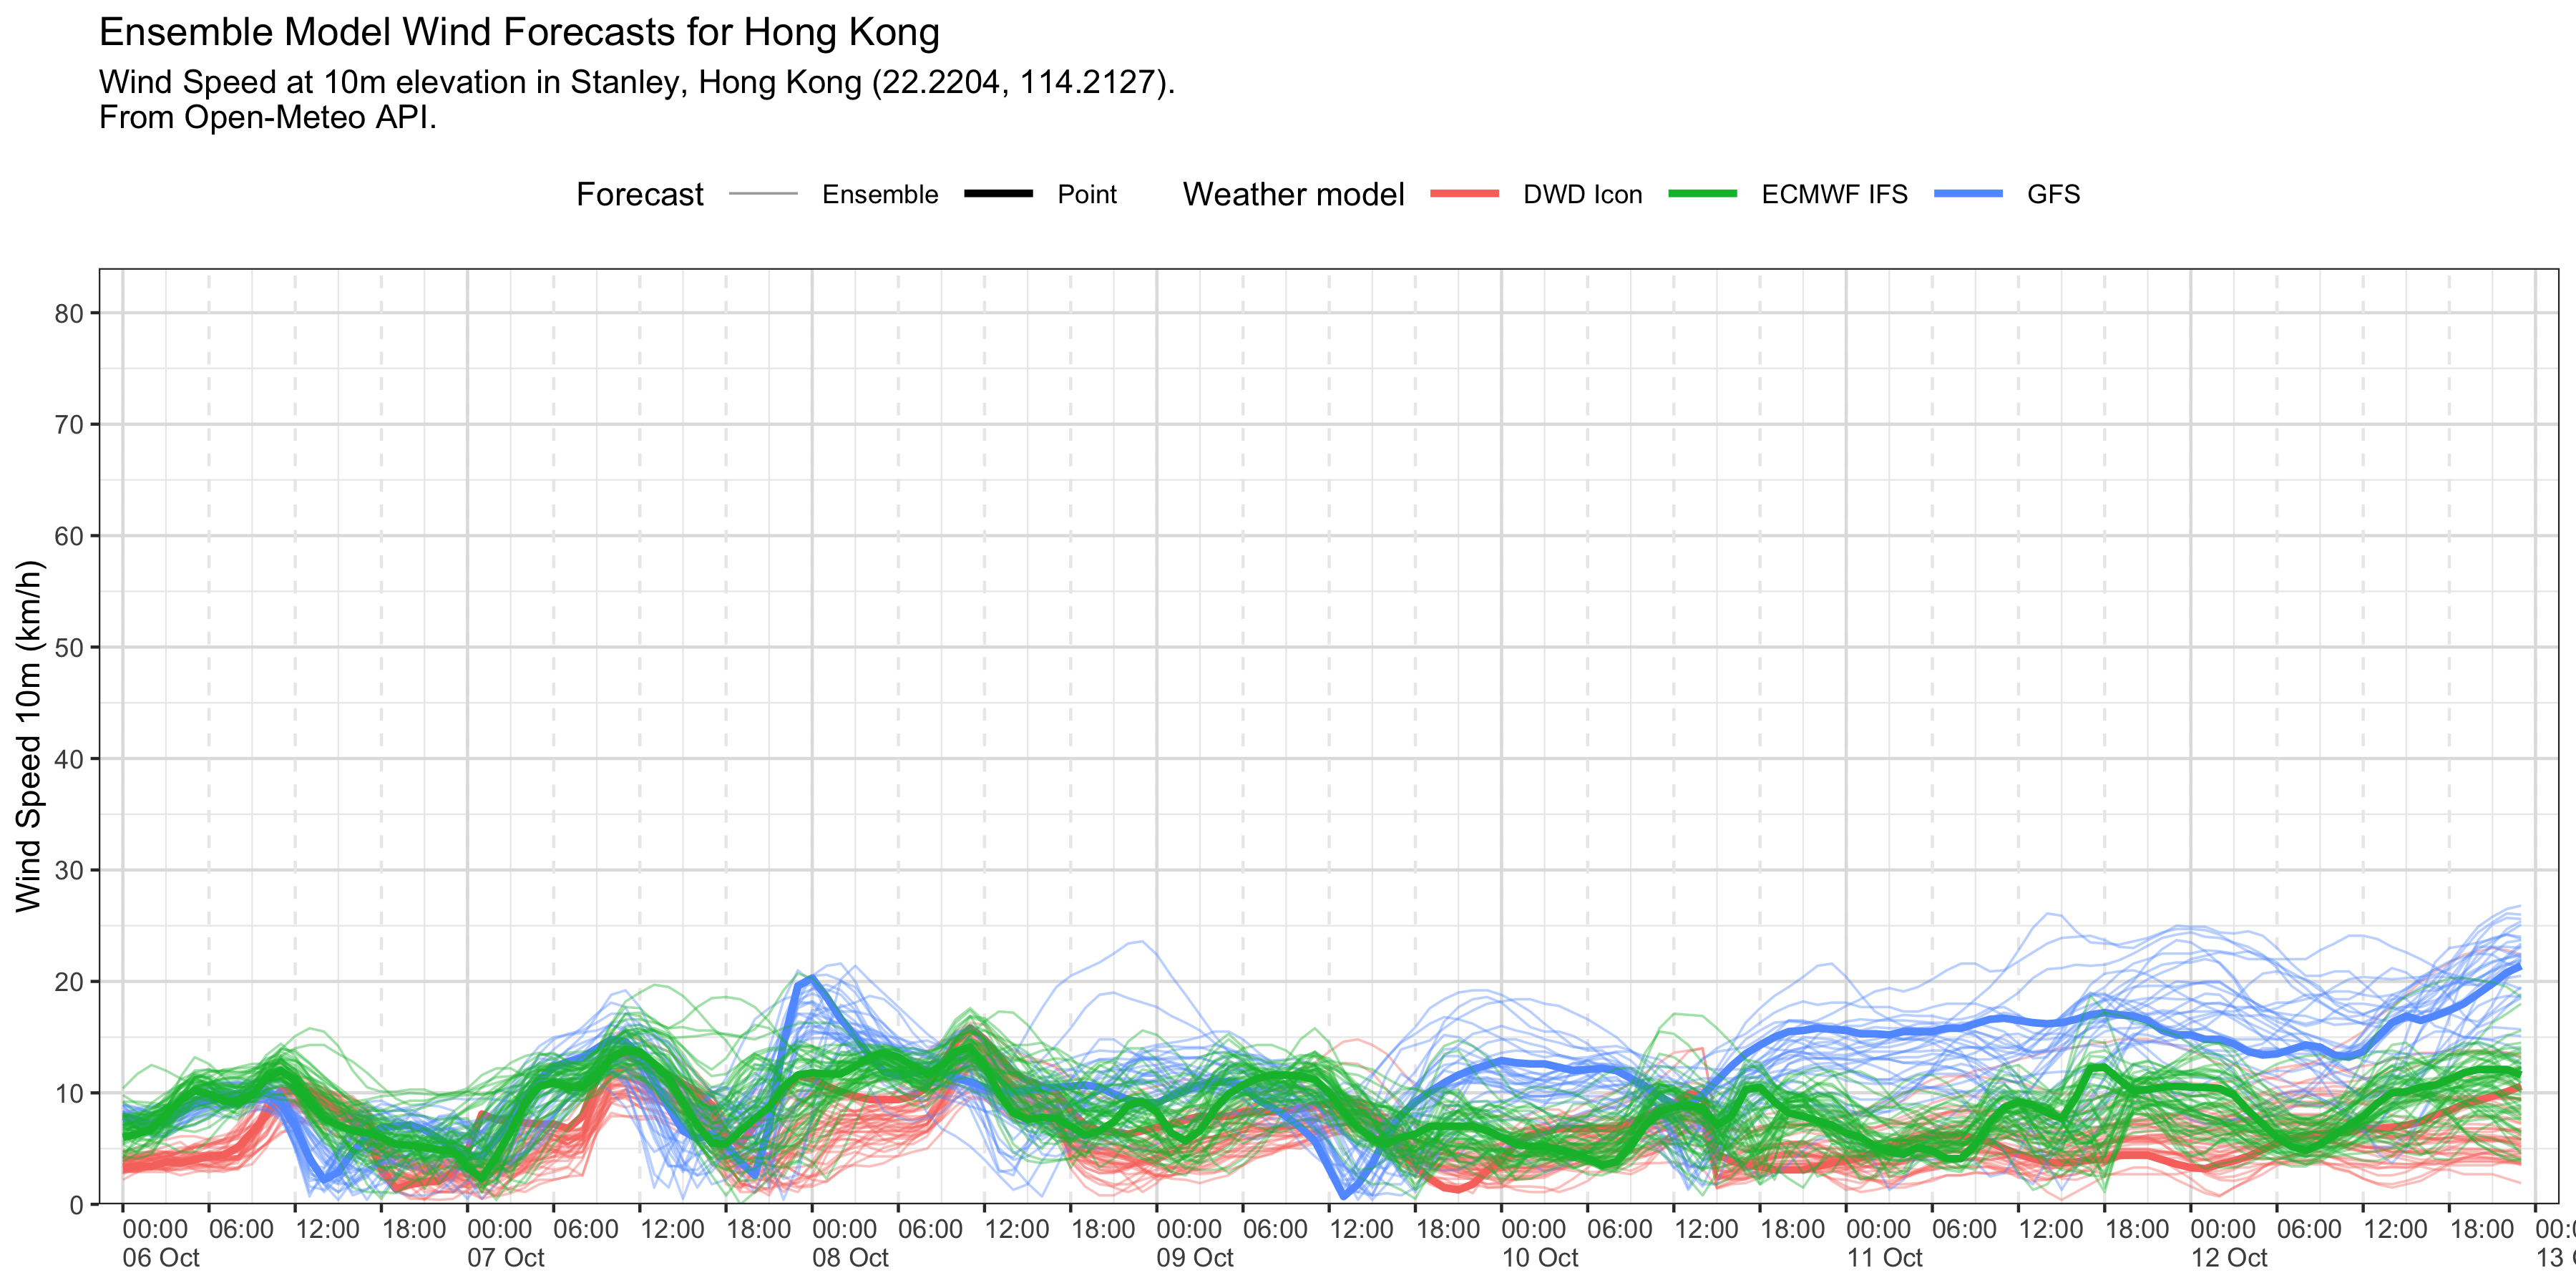 Ensemble Model Wind Forecasts for Hong Kong
Wind Speed at 10m elevation in Stanley, Hong Kong (22.2204, 114.2127).
From Open-Meteo API.
Forecast Ensemble Point Weather model DWD Icon ECMWF IFS GFS
Wind Speed 10m (km/h)
80
70
60
50
40
30
20
10
0
00:00 06:00 12:00 18:00 00:00 06:00 12:00 18:00 00:00 06:00 12:00 18:00 00:00 06:00 12:00 18:00 00:00 06:00 12:00 18:00 00:00 06:00 12:00 18:00 00:00 06:00 12:00 18:00 00:0
06 Oct 07 Oct 08 Oct 09 Oct 10 Oct 11 Oct 12 Oct 13